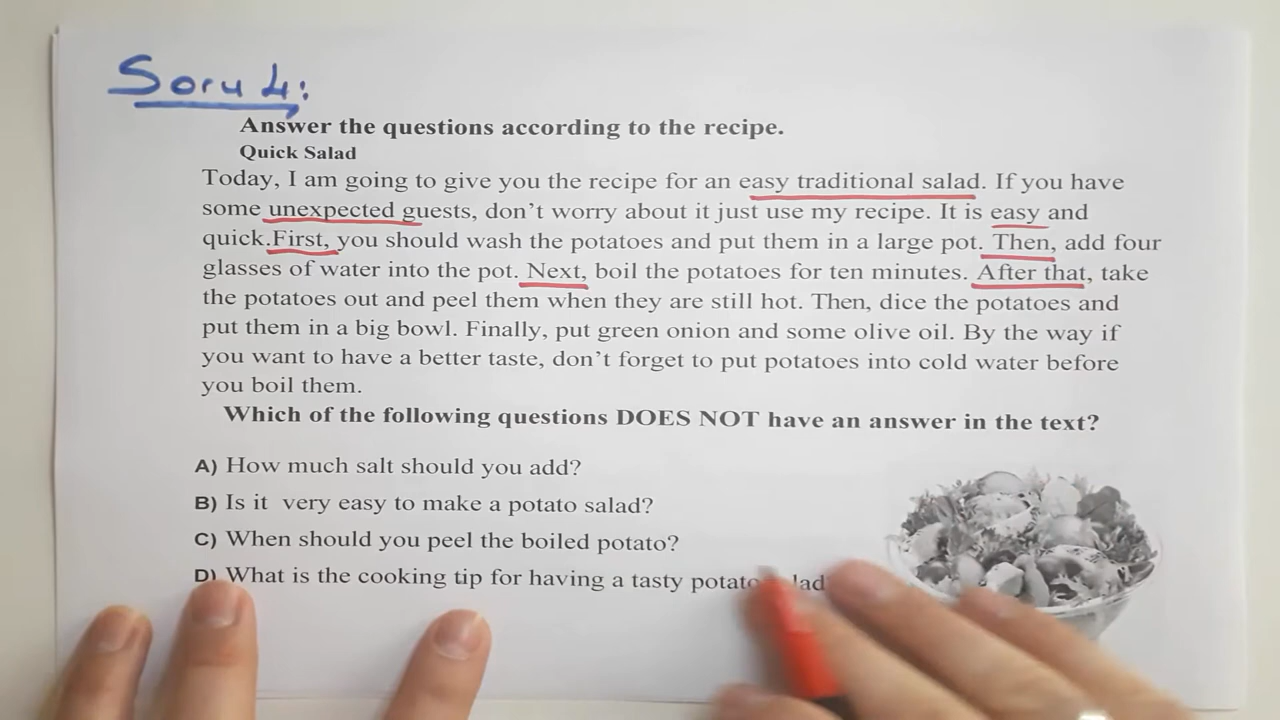 Soru 4:
Answer the questions according to the recipe.
Quick Salad
Today, I am going to give you the recipe for an easy traditional salad. If you have
some unexpected guests, don't worry about it just use my recipe. It is easy and
quick.First, you should wash the potatoes and put them in a large pot. Then, add four
glasses of water into the pot. Next, boil the potatoes for ten minutes. After that, take
the potatoes out and peel them when they are still hot. Then, dice the potatoes and
put them in a big bowl. Finally, put green onion and some olive oil. By the way if
you want to have a better taste, don't forget to put potatoes into cold water before
you boil them.
Which of the following questions DOES NOT have an answer in the text?
A) How much salt should you add?
B) Is it very easy to make a potato salad?
C) When should you peel the boiled potato?
D) What is the cooking tip for having a tasty